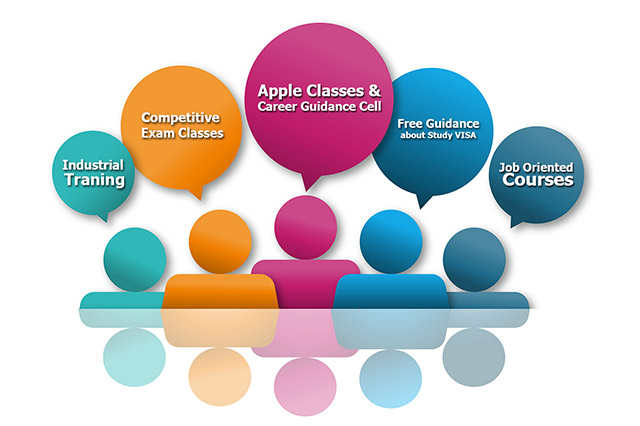 Industrial
Traning
Competitive
Exam Classes
Apple Classes &
Career Guidance Cell
Free Guidance
about Study VISA
Job Oriented
Courses